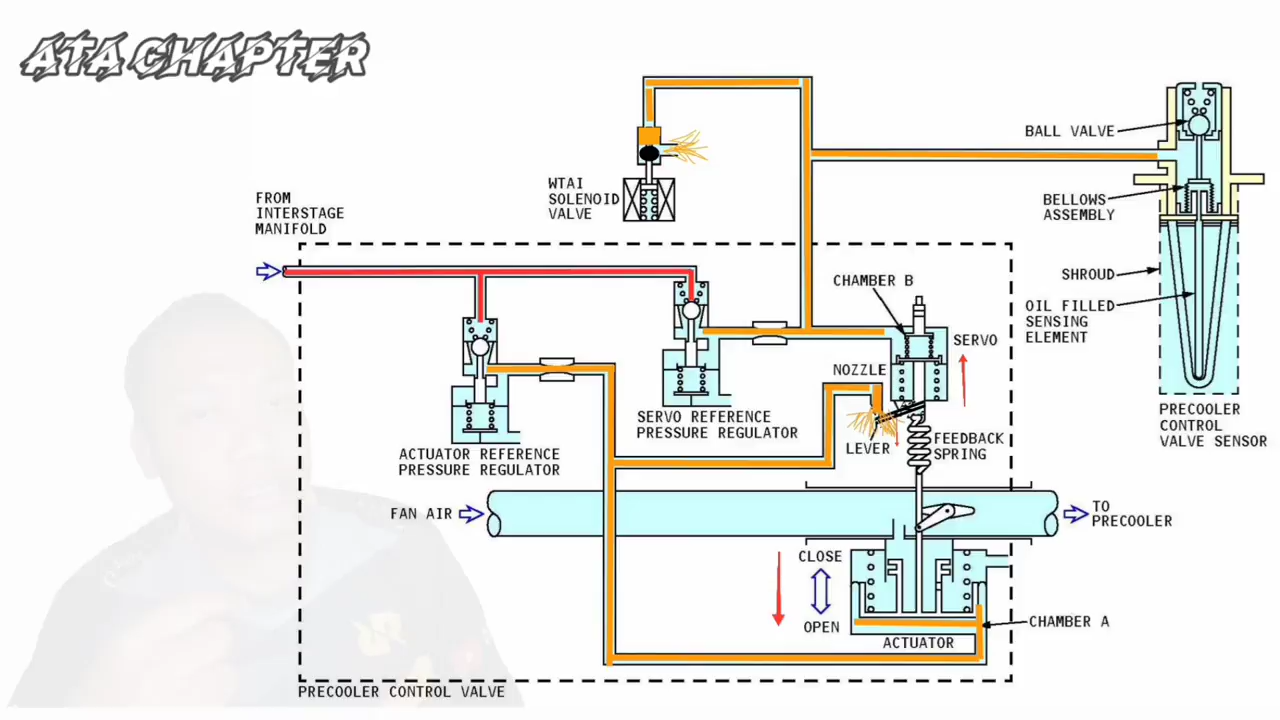 ATA CHAPTER
BALL VALVE
WTAI
SOLENOID
VALVE
BELLOWS
ASSEMBLY
FROM
INTERSTAGE
MANIFOLD
SHROUD
CHAMBER B
OIL FILLED
SENSING
ELEMENT
SERVO
NOZZLE
SERVO REFERENCE
PRESSURE REGULATOR
PRECOOLER
CONTROL
VALVE SENSOR
LEVER
FEEDBACK
SPRING
ACTUATOR REFERENCE
PRESSURE REGULATOR
FAN AIR
TO
PRECOOLER
CLOSE
OPEN
CHAMBER A
ACTUATOR
PRECOOLER CONTROL VALVE